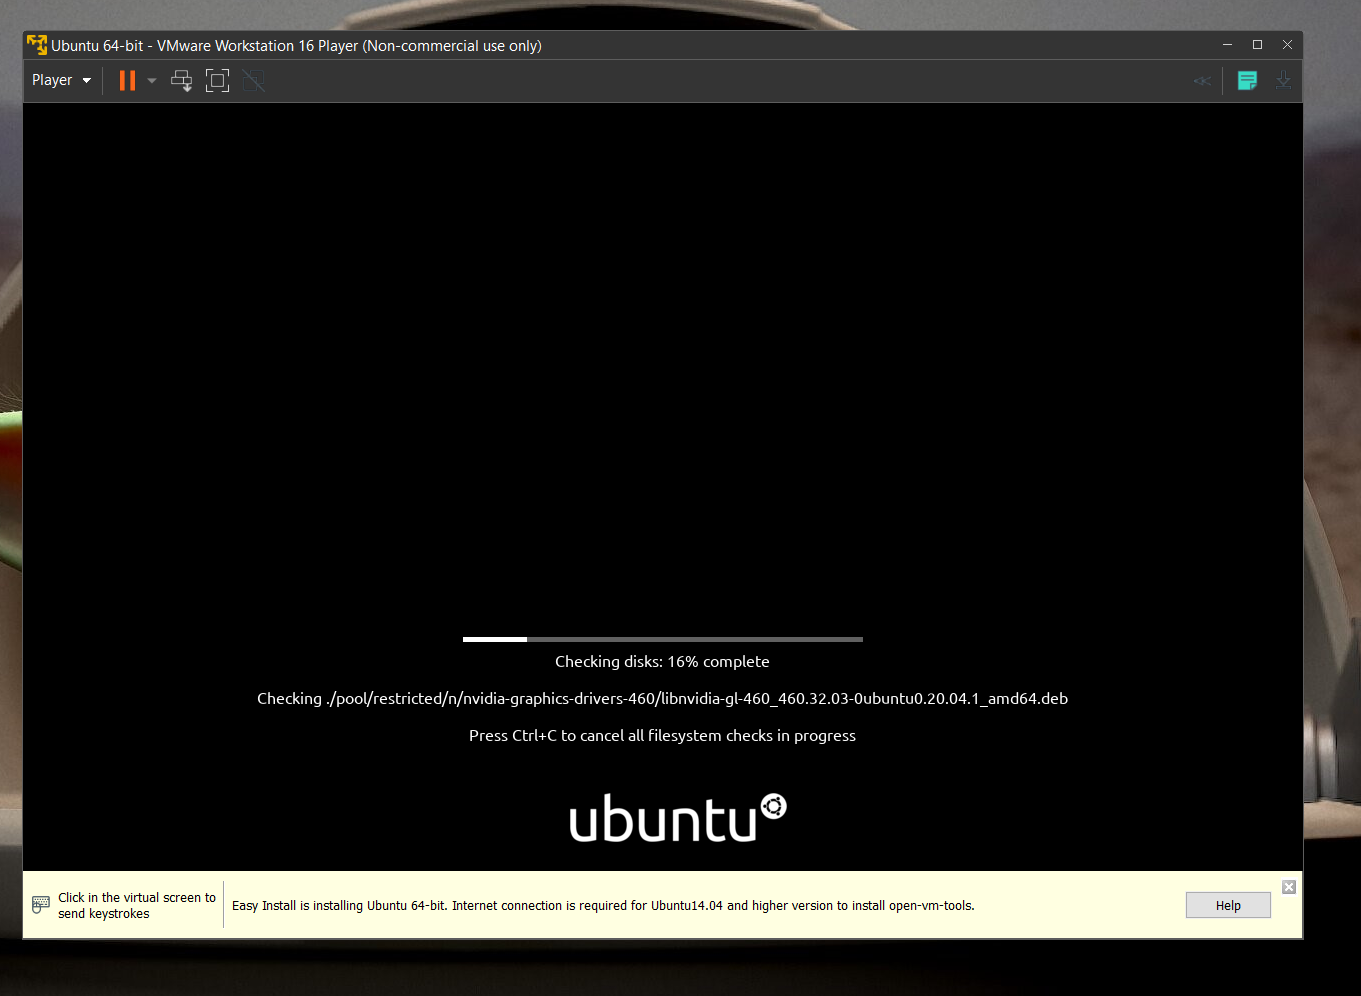 Ubuntu 64-bit - VMware Workstation 16 Player (Non-commercial use only)
Player
Checking disks: 16% complete
Checking ./pool/restricted/n/nvidia-graphics-drivers-460/libnvidia-gl-460_460.32.03-0ubuntu0.20.04.1_amd64.deb
Press Ctrl+C to cancel all filesystem checks in progress
ubuntu
Click in the virtual screen to
send keystrokes
Easy Install is installing Ubuntu 64-bit. Internet connection is required for Ubuntu14.04 and higher version to install open-vm-tools.
Help